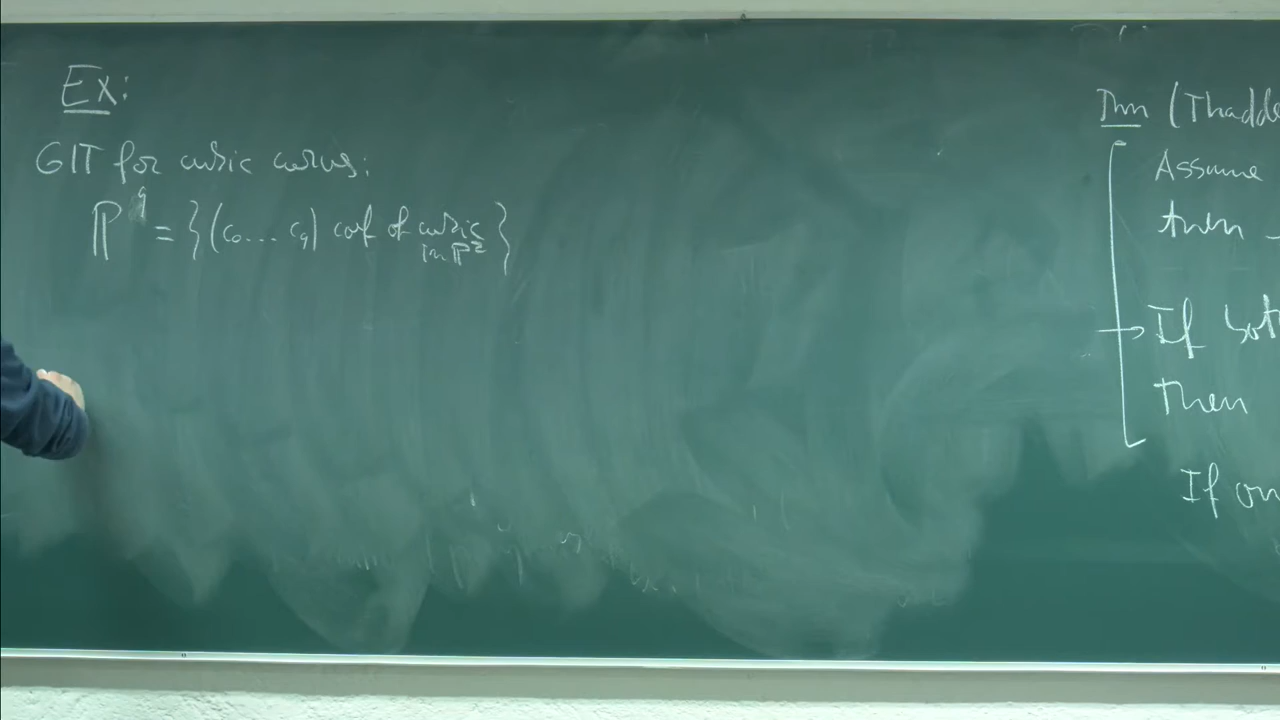 Ex:
GIT for cubic curves:
ℙ⁹ = {(c₀... c₉) coef of cubic in ℙ²}
Thm (Thadde
Assume
then
→ If bot
Then
If on